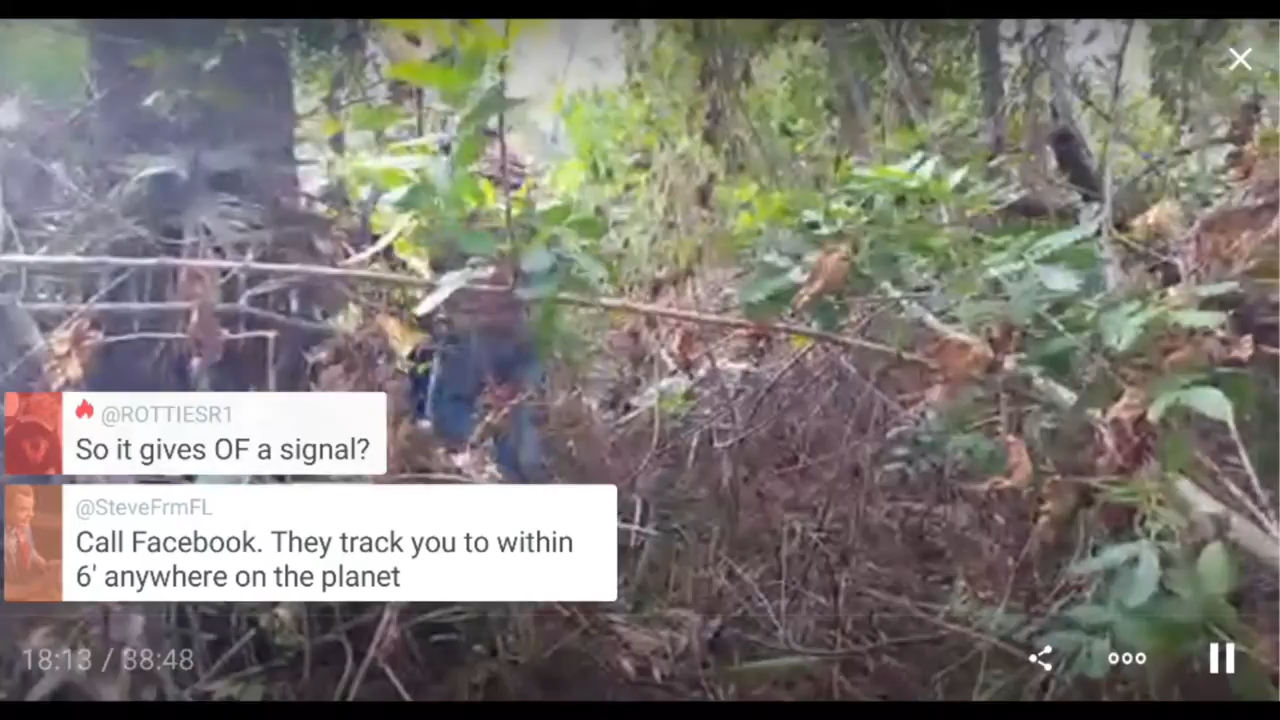 @ROTTIESR1
So it gives OF a signal?
@SteveFrmFL
Call Facebook. They track you to within
6' anywhere on the planet
18:13 / 38:48